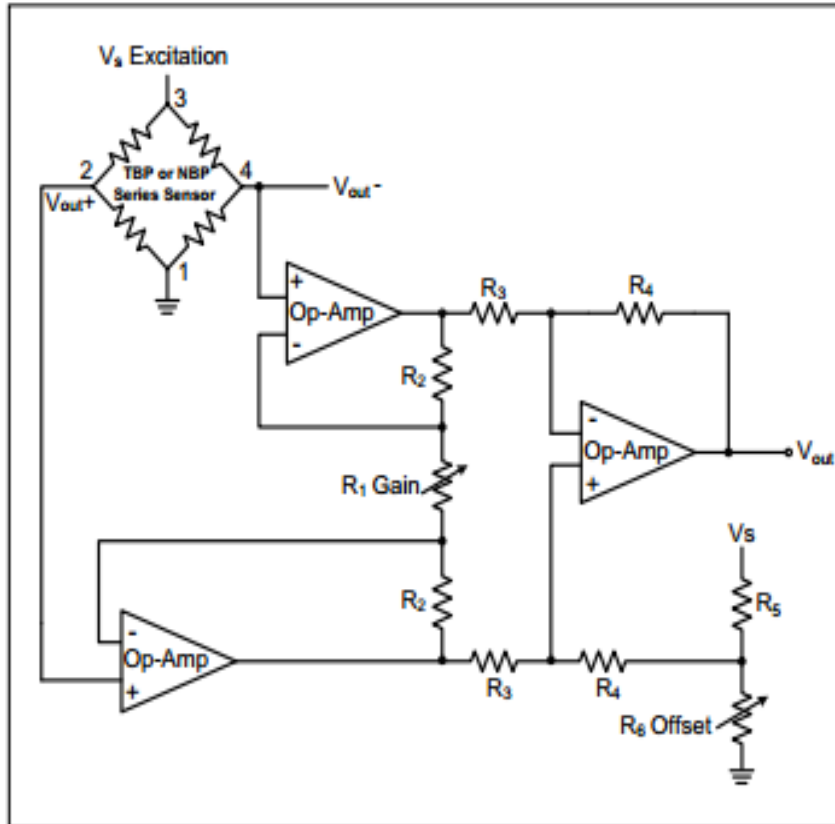 Vs Excitation
3
2
TBP or NBP
Series Sensor
4
Vout+
Vout-
1
+
Op-Amp
-
R3
R4
R2
-
Op-Amp
+
Vout
R1 Gain
Vs
R2
R5
-
Op-Amp
+
R3
R4
R6 Offset